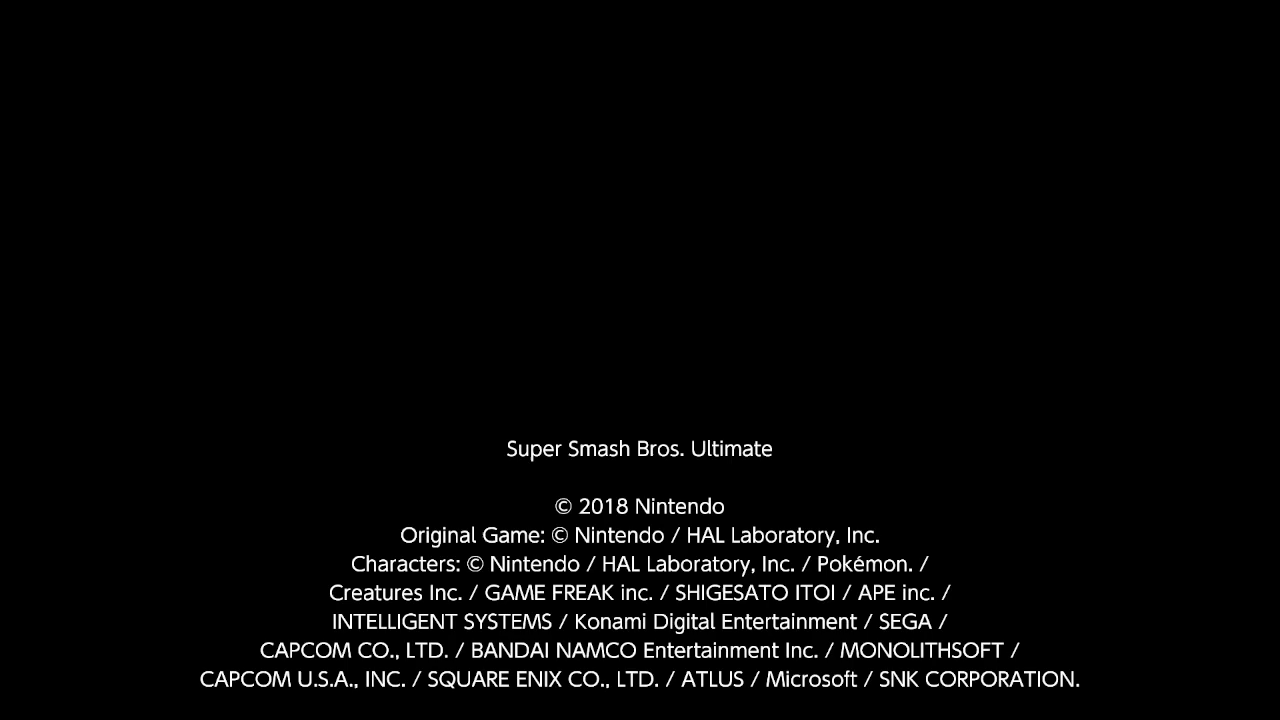 Super Smash Bros. Ultimate
© 2018 Nintendo
Original Game: © Nintendo / HAL Laboratory, Inc.
Characters: © Nintendo / HAL Laboratory, Inc. / Pokémon. /
Creatures Inc. / GAME FREAK inc. / SHIGESATO ITOI / APE inc. /
INTELLIGENT SYSTEMS / Konami Digital Entertainment / SEGA /
CAPCOM CO., LTD. / BANDAI NAMCO Entertainment Inc. / MONOLITHSOFT /
CAPCOM U.S.A., INC. / SQUARE ENIX CO., LTD. / ATLUS / Microsoft / SNK CORPORATION.